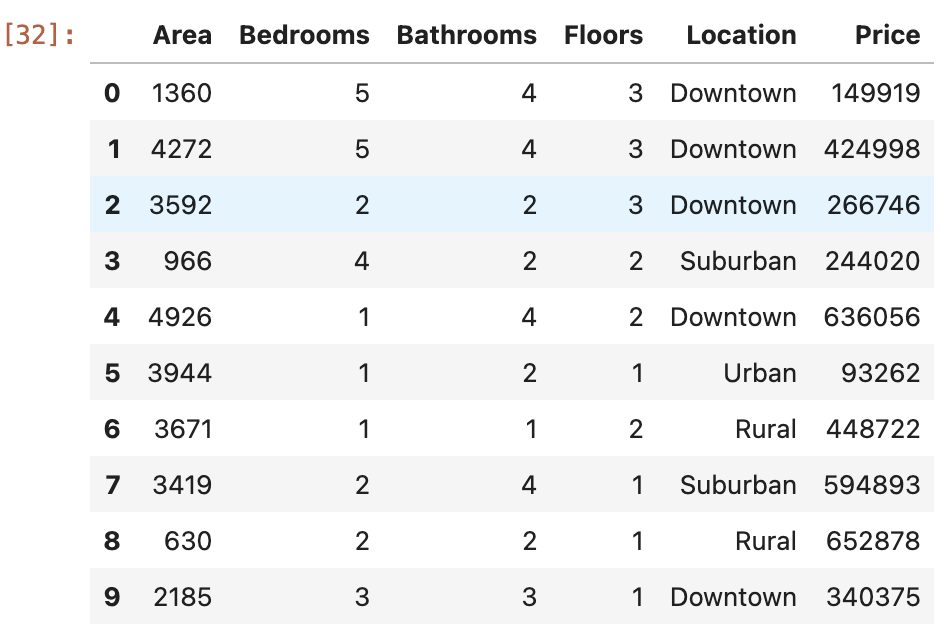 [32]:
Area Bedrooms Bathrooms Floors Location Price
0 1360 5 4 3 Downtown 149919
1 4272 5 4 3 Downtown 424998
2 3592 2 2 3 Downtown 266746
3 966 4 2 2 Suburban 244020
4 4926 1 4 2 Downtown 636056
5 3944 1 2 1 Urban 93262
6 3671 1 1 2 Rural 448722
7 3419 2 4 1 Suburban 594893
8 630 2 2 1 Rural 652878
9 2185 3 3 1 Downtown 340375